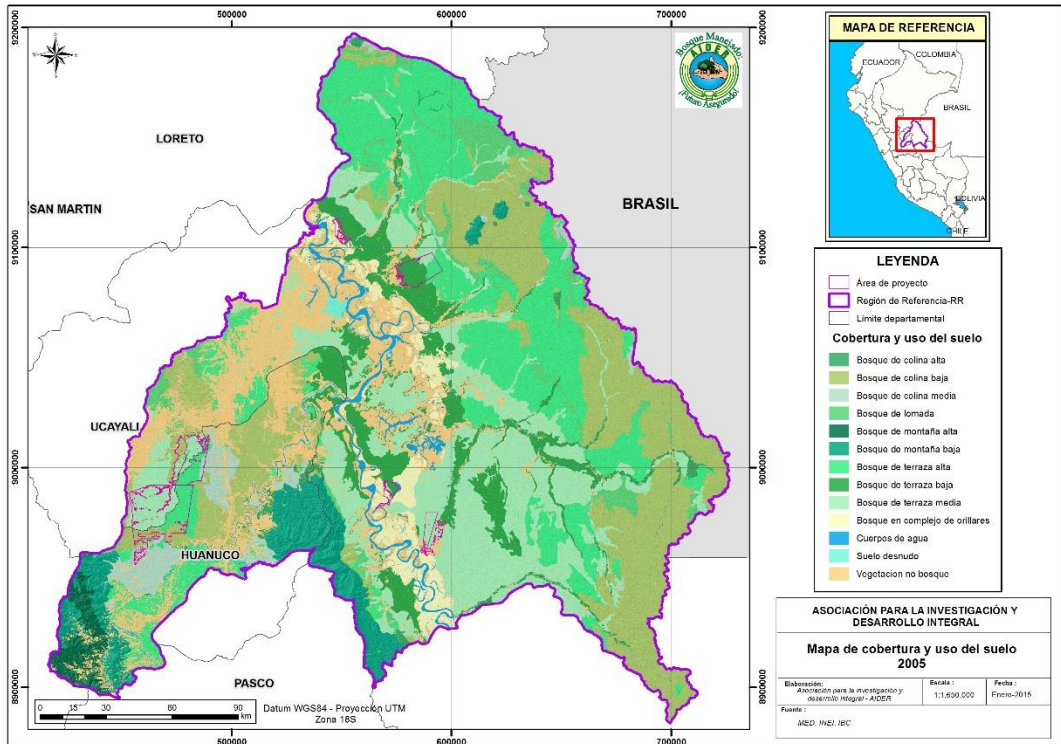 500000
600000
700000
9200000
9200000
Bosque Manejado:
AIDER
¡Futuro Asegurado!
LORETO
SAN MARTIN
BRASIL
9100000
9100000
UCAYALI
9000000
9000000
HUANUCO
PASCO
8900000
8900000
0 15 30 60 90
km
Datum WGS84 - Proyección UTM
Zona 18S
500000
600000
700000
MAPA DE REFERENCIA
COLOMBIA
ECUADOR
BRASIL
BOLIVIA
CHILE
LEYENDA
Área de proyecto
Región de Referencia-RR
Límite departamental
Cobertura y uso del suelo
Bosque de colina alta
Bosque de colina baja
Bosque de colina media
Bosque de lomada
Bosque de montaña alta
Bosque de montaña baja
Bosque de terraza alta
Bosque de terraza baja
Bosque de terraza media
Bosque en complejo de orillares
Cuerpos de agua
Suelo desnudo
Vegetacion no bosque
ASOCIACIÓN PARA LA INVESTIGACIÓN Y
DESARROLLO INTEGRAL
Mapa de cobertura y uso del suelo
2005
Elaboración:
Asociación para la investigación y
desarrollo integral - AIDER
Escala :
1:1,650,000
Fecha :
Enero-2015
Fuente :
MED, INEI, IBC